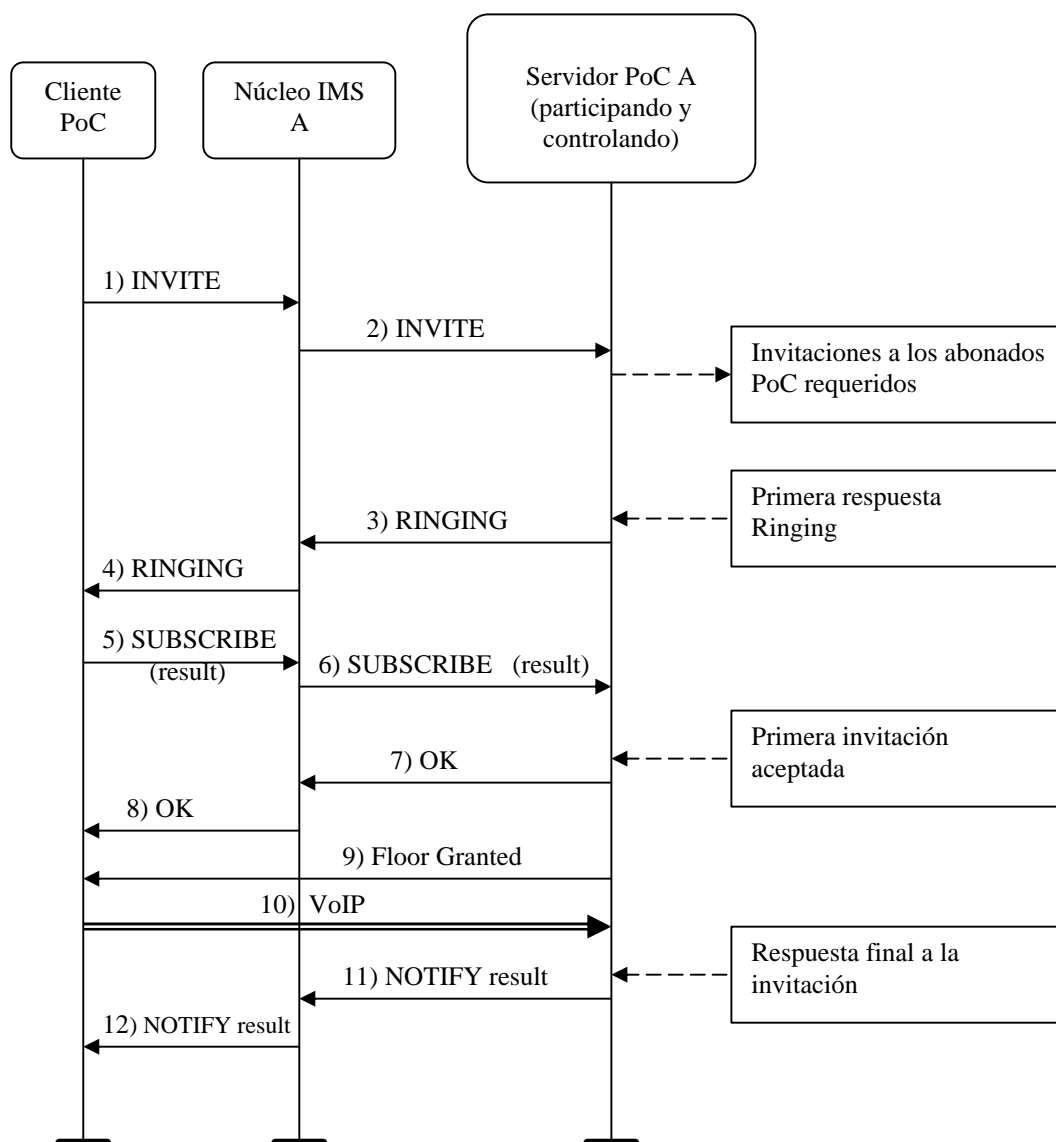 Cliente
PoC
Núcleo IMS
A
Servidor PoC A
(participando y
controlando)
1) INVITE
2) INVITE
Invitaciones a los abonados
PoC requeridos
Primera respuesta
Ringing
3) RINGING
4) RINGING
5) SUBSCRIBE
(result)
6) SUBSCRIBE (result)
Primera invitación
aceptada
7) OK
8) OK
9) Floor Granted
10) VoIP
Respuesta final a la
invitación
11) NOTIFY result
12) NOTIFY result